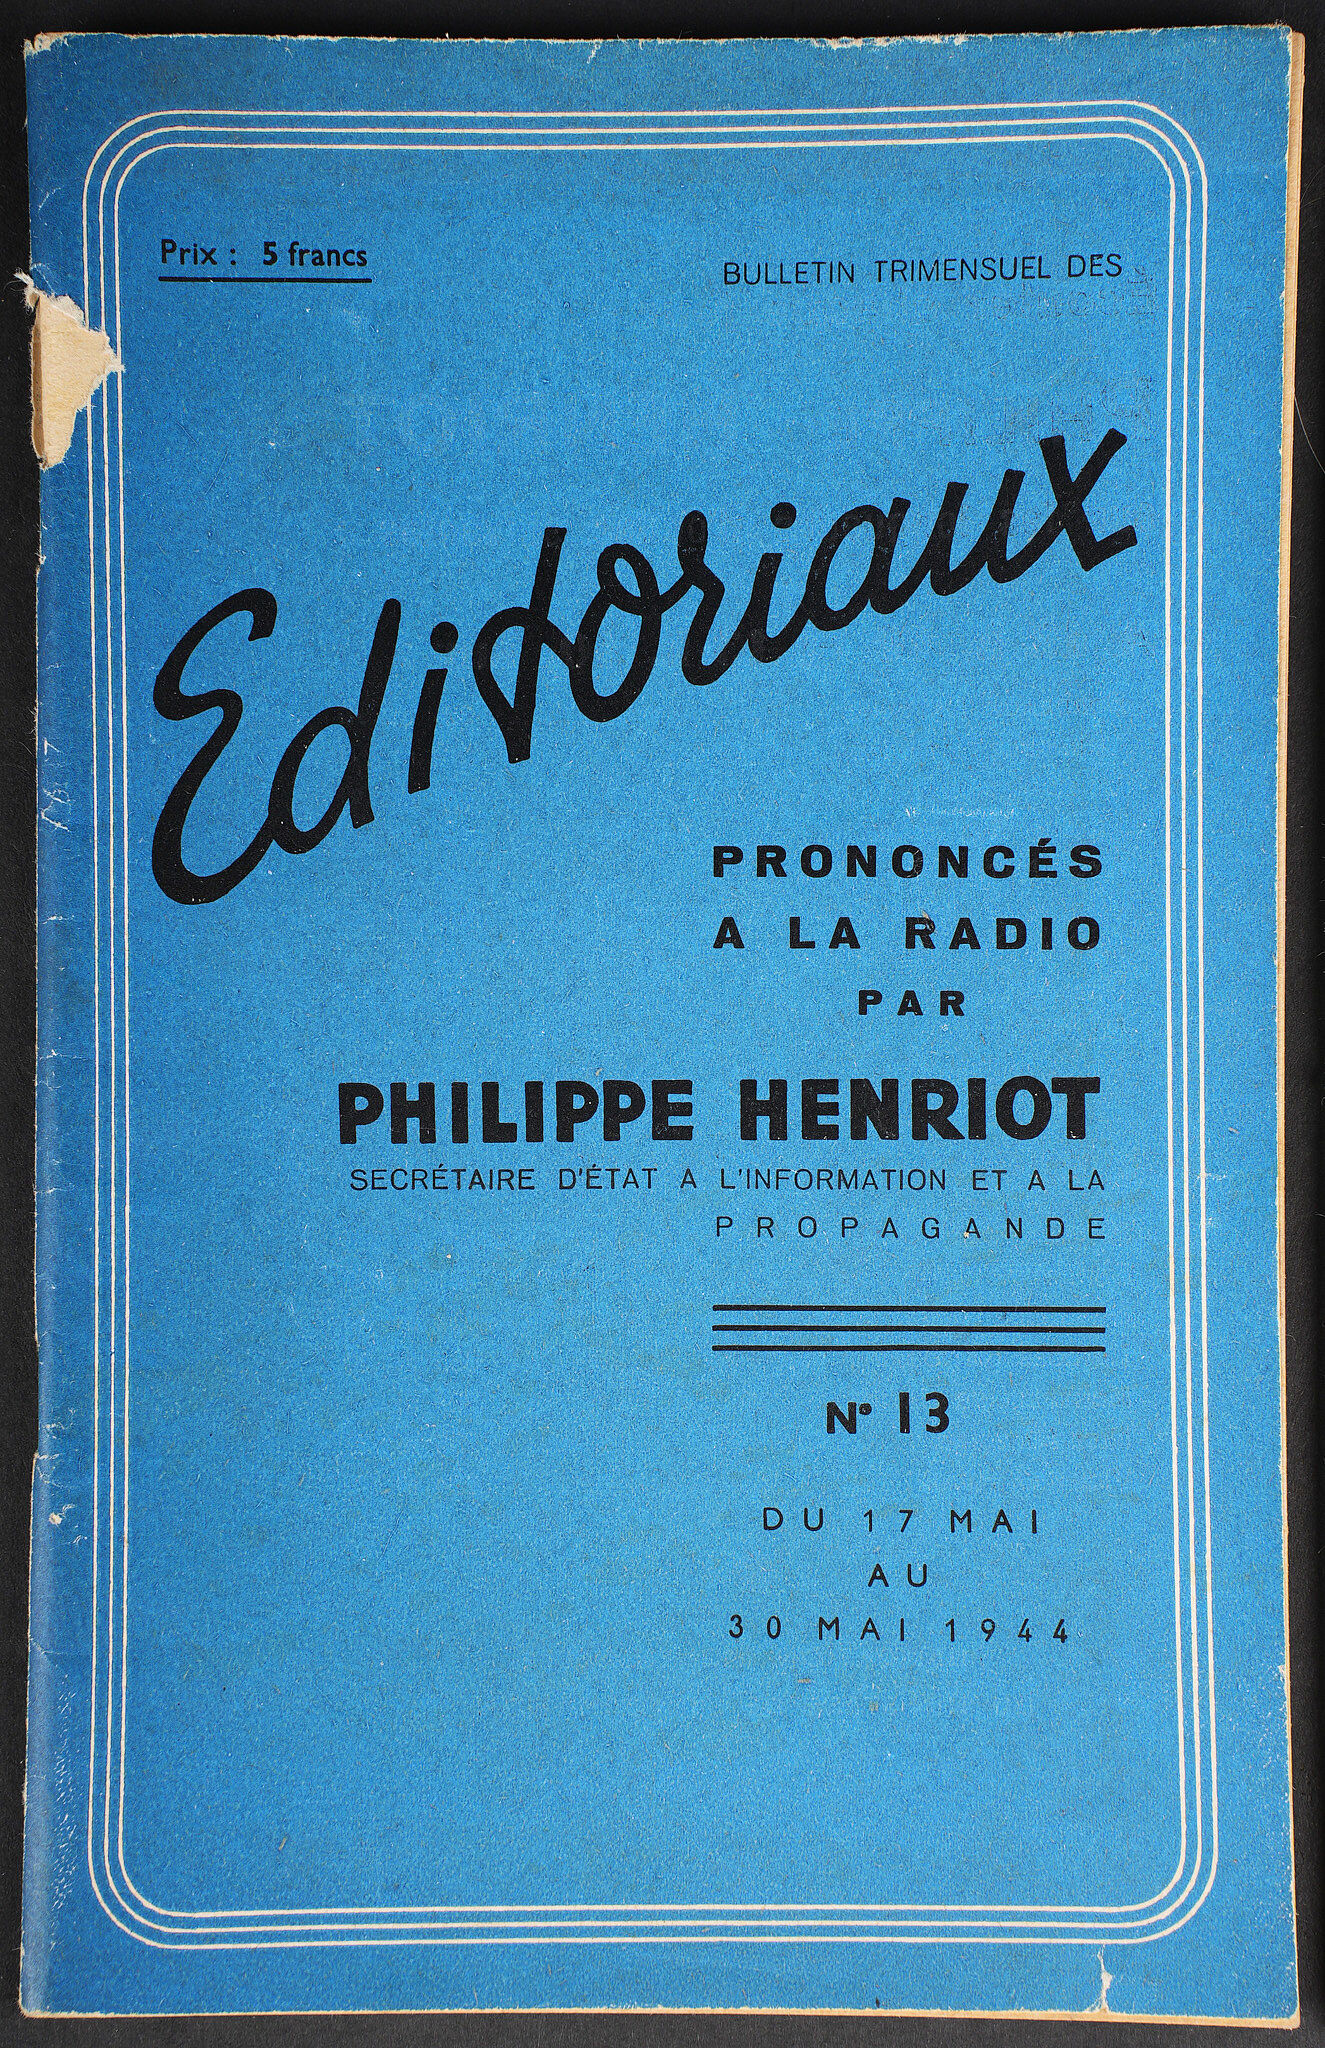 Prix : 5 francs
BULLETIN TRIMENSUEL DES
Editoriaux
PRONONCÉS
A LA RADIO
PAR
PHILIPPE HENRIOT
SECRÉTAIRE D'ÉTAT A L'INFORMATION ET A LA
PROPAGANDE
N° 13
DU 17 MAI
AU
30 MAI 1944